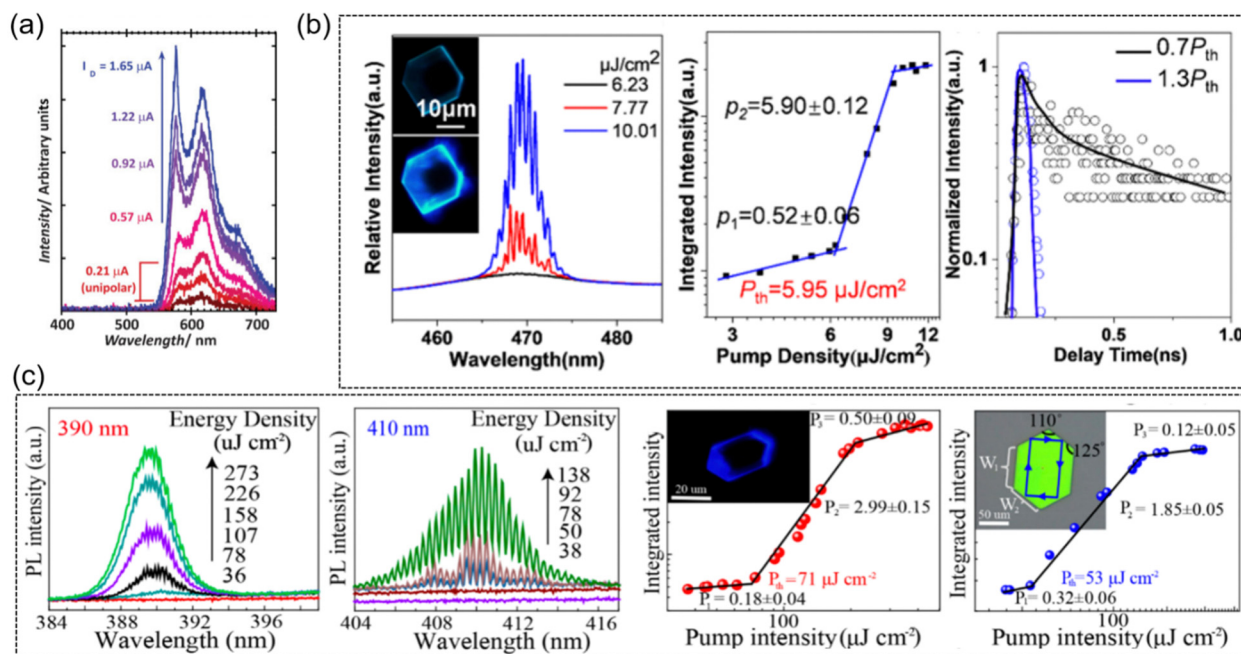 (a)
I D = 1.65 μA
1.22 μA
0.92 μA
0.57 μA
0.21 μA
(unipolar)
Intensity/ Arbitrary units
400 500 600 700
Wavelength/ nm
(b)
μJ/cm²
6.23
7.77
10.01
10μm
Relative Intensity(a.u.)
460 470 480
Wavelength(nm)
Integrated Intensity(a.u.)
p₂=5.90±0.12
p₁=0.52±0.06
Pth=5.95 μJ/cm²
3 6 9 12
Pump Density(μJ/cm²)
Normalized Intensity(a.u.)
1
0.1
0.7Pth
1.3Pth
0.5 1.0
Delay Time(ns)
(c)
390 nm
Energy Density
(uJ cm⁻²)
273
226
158
107
78
36
PL intensity (a.u.)
384 388 392 396
Wavelength (nm)
410 nm
Energy Density
(uJ cm⁻²)
138
92
78
50
38
PL intensity (a.u.)
404 408 412 416
Wavelength (nm)
Integrated intensity
20 um
P₃= 0.50±0.09
P₂= 2.99±0.15
Pth=71 μJ cm⁻²
P₁= 0.18±0.04
100
Pump intensity(μJ cm⁻²)
Integrated intensity
110°
125°
W₁
W₂
50 um
P₃= 0.12±0.05
P₂= 1.85±0.05
Pth=53 μJ cm⁻²
P₁= 0.32±0.06
100
Pump intensity(μJ cm⁻²)